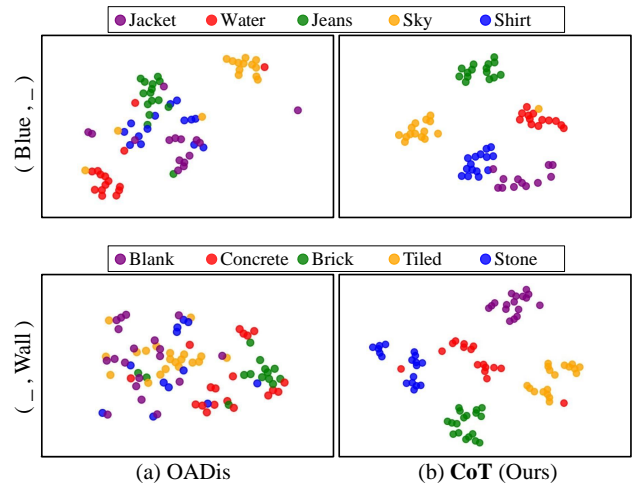 Jacket Water Jeans Sky Shirt
( Blue , _ )
Blank Concrete Brick Tiled Stone
( _ , Wall )
(a) OADis (b) CoT (Ours)